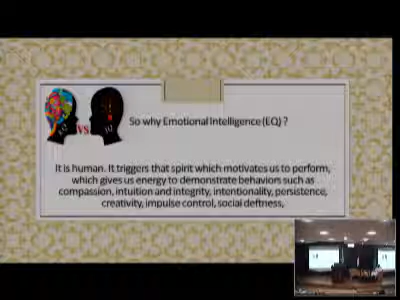 So why Emotional Intelligence (EQ) ?
VS
It is human. It triggers that spirit which motivates us to perform,
which gives us energy to demonstrate behaviors such as
compassion, intuition and integrity, intentionality, persistence,
creativity, impulse control, social deftness,